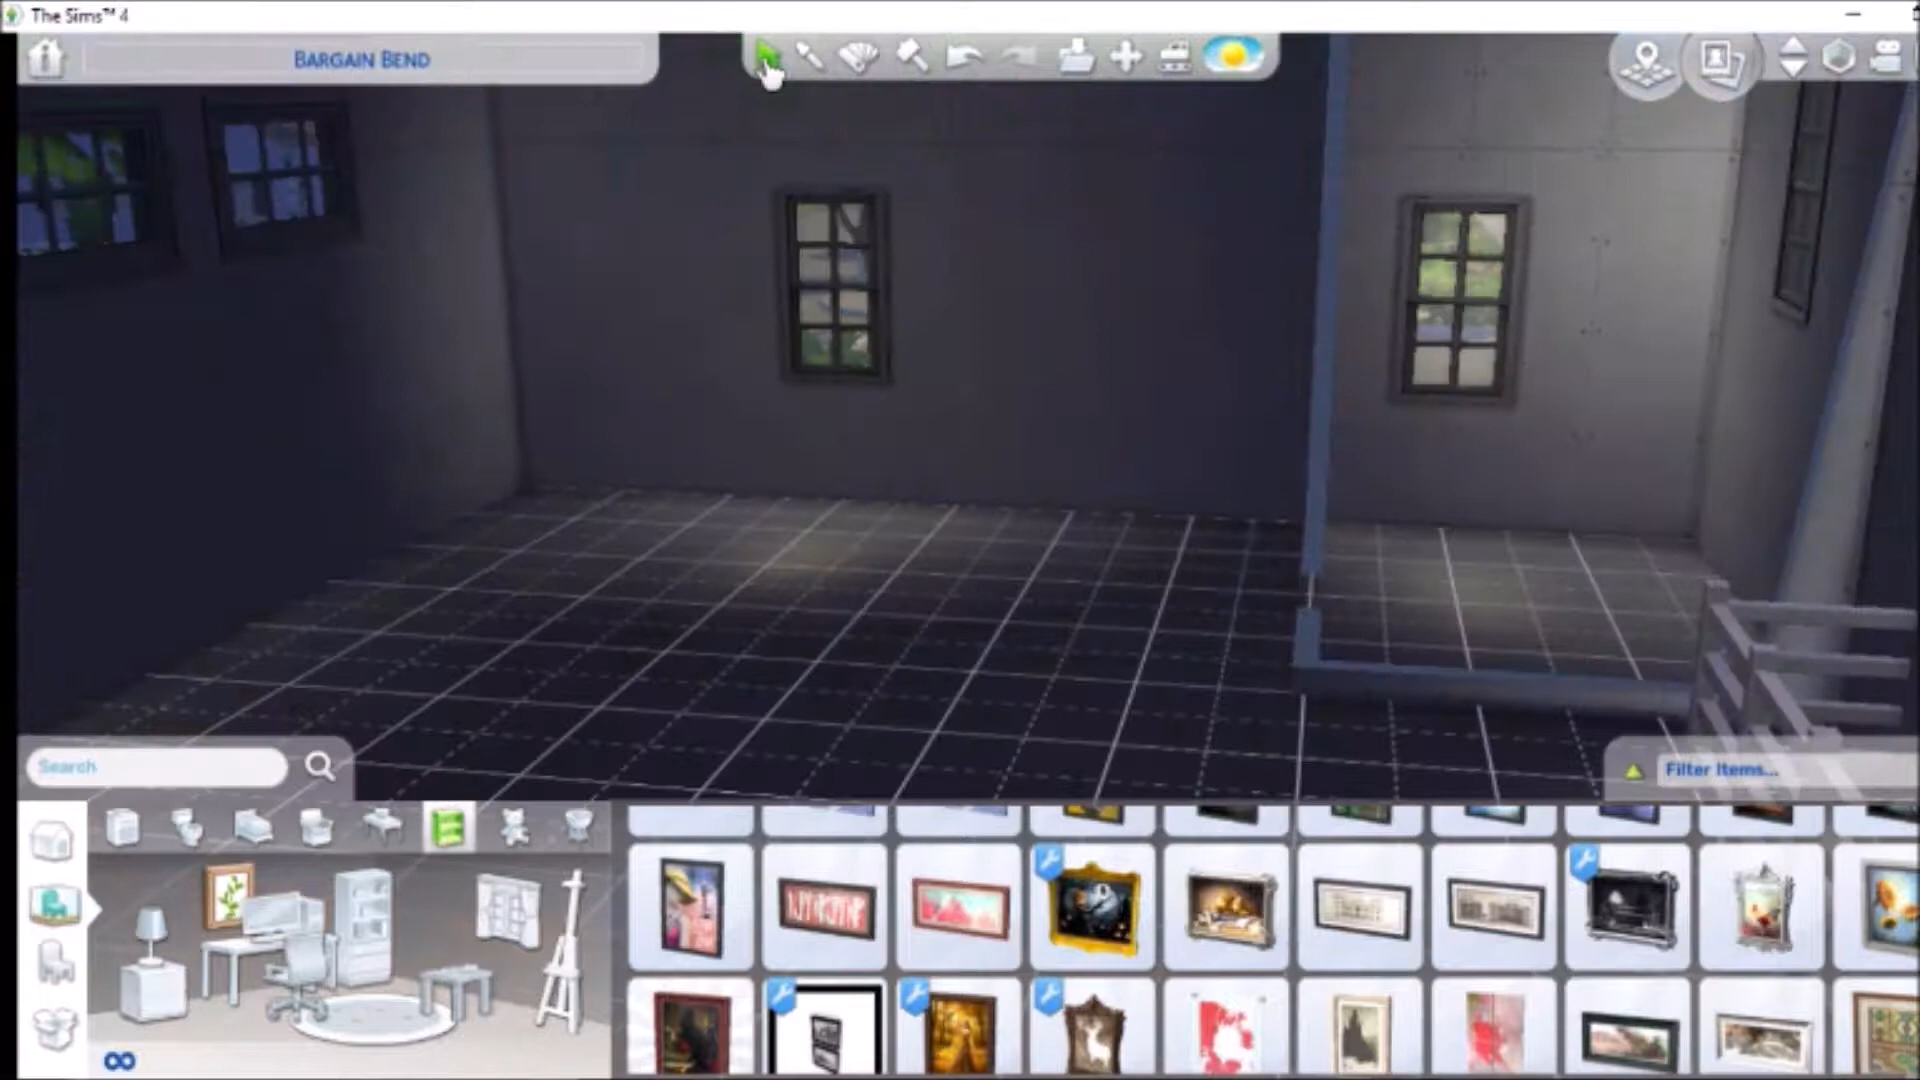 The Sims™ 4
BARGAIN BEND
Search
Filter Items...